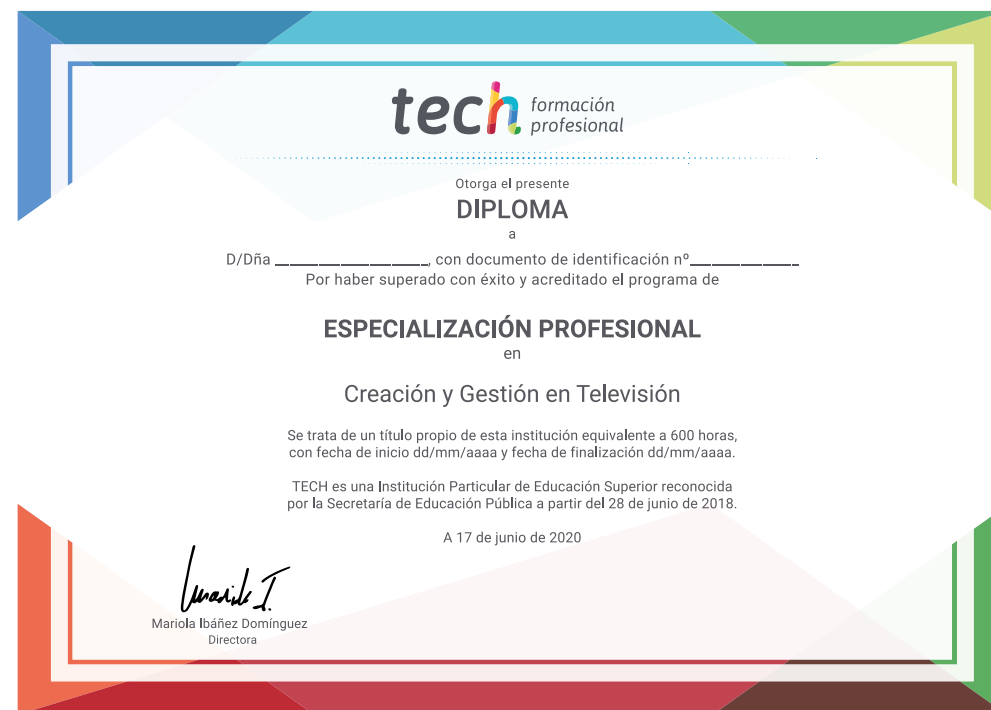 tech formación
profesional
Otorga el presente
DIPLOMA
a
D/Dña ____________________, con documento de identificación nº______________
Por haber superado con éxito y acreditado el programa de
ESPECIALIZACIÓN PROFESIONAL
en
Creación y Gestión en Televisión
Se trata de un título propio de esta institución equivalente a 600 horas,
con fecha de inicio dd/mm/aaaa y fecha de finalización dd/mm/aaaa.
TECH es una Institución Particular de Educación Superior reconocida
por la Secretaría de Educación Pública a partir del 28 de junio de 2018.
A 17 de junio de 2020
Mariola I.
Mariola Ibáñez Domínguez
Directora